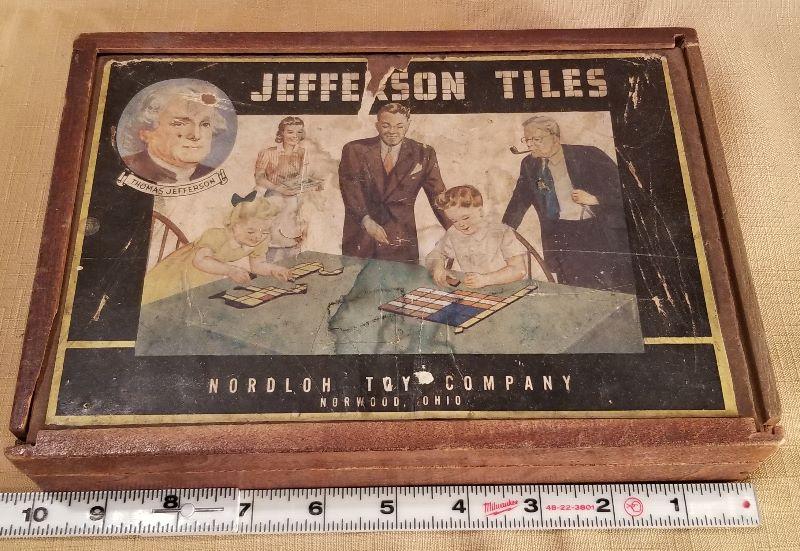 JEFFERSON TILES
THOMAS JEFFERSON
NORDLOH TOY COMPANY
NORWOOD, OHIO
10 9 8 7 6 5 4 Milwaukee 3 48-22-3801 2 1